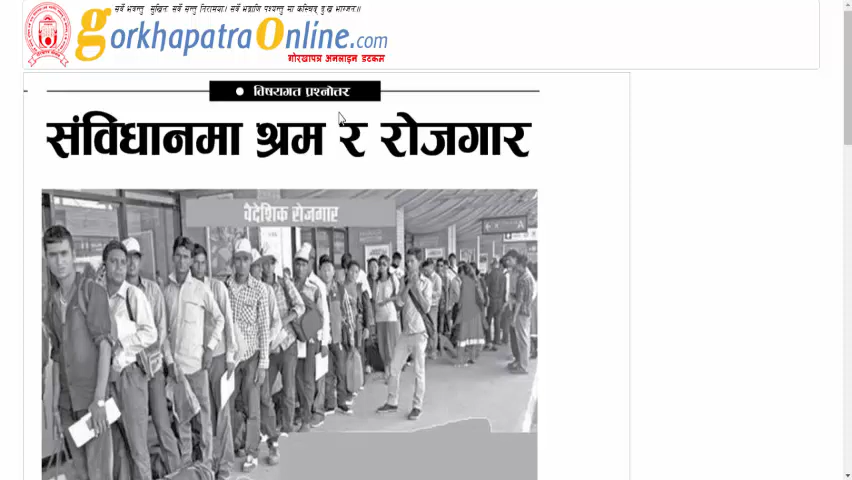 सर्वे भवन्तु सुखिनः सर्वे सन्तु निरामया। सर्वे भद्राणि पश्यन्तु मा कश्चित् दुःख भाग्भवत्॥
gorkhapatraOnline.com
गोरखापत्र अनलाइन डटकम
विषयगत प्रश्नोत्तर
संविधानमा श्रम र रोजगार
वैदेशिक रोजगार